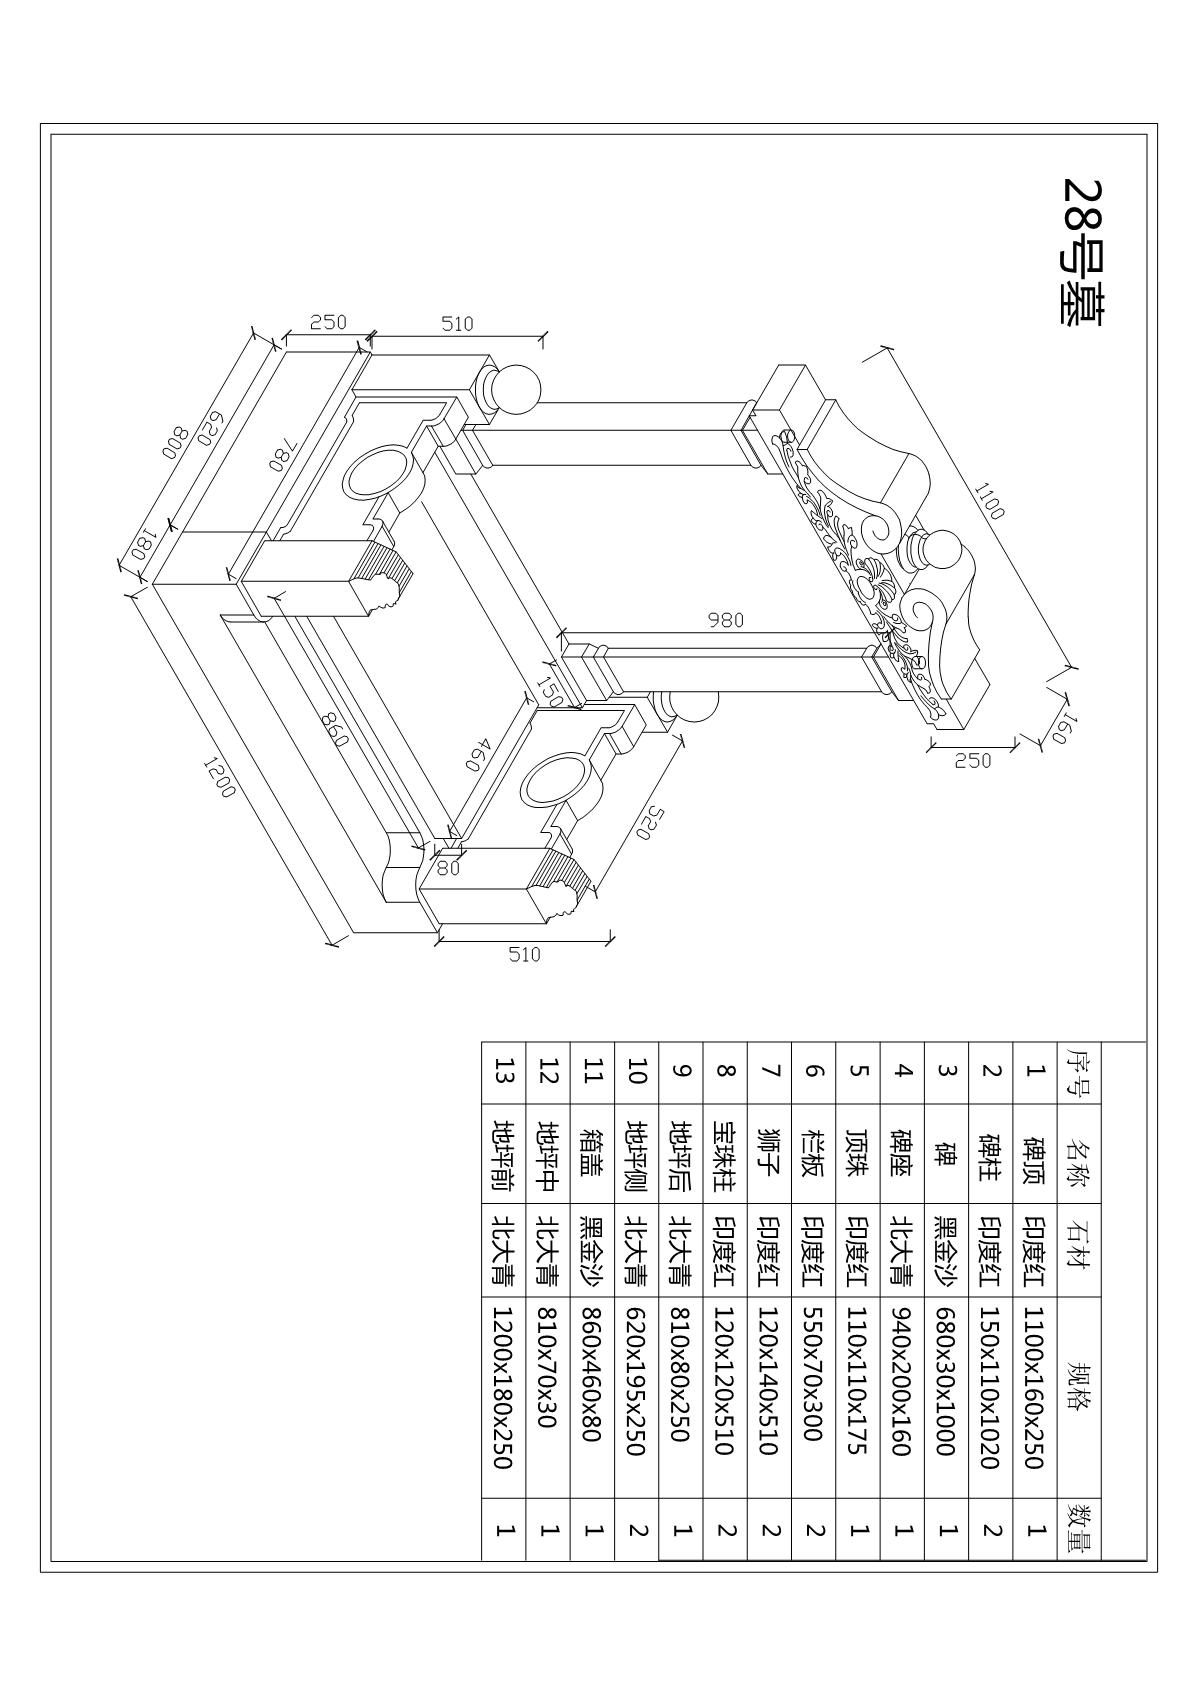 28号墓
1100
160
250
980
510
250
620
800
780
180
150
460
860
1200
80
520
510
序号 名称 石材 规格 数量
1 碑顶 印度红 1100x160x250 1
2 碑柱 印度红 150x110x1020 2
3 碑 黑金沙 680x30x1000 1
4 碑座 北大青 940x200x160 1
5 顶珠 印度红 110x110x175 1
6 栏板 印度红 550x70x300 2
7 狮子 印度红 120x140x510 2
8 宝珠柱 印度红 120x120x510 2
9 地坪后 北大青 810x80x250 1
10 地坪侧 北大青 620x195x250 2
11 箱盖 黑金沙 860x460x80 1
12 地坪中 北大青 810x70x30 1
13 地坪前 北大青 1200x180x250 1